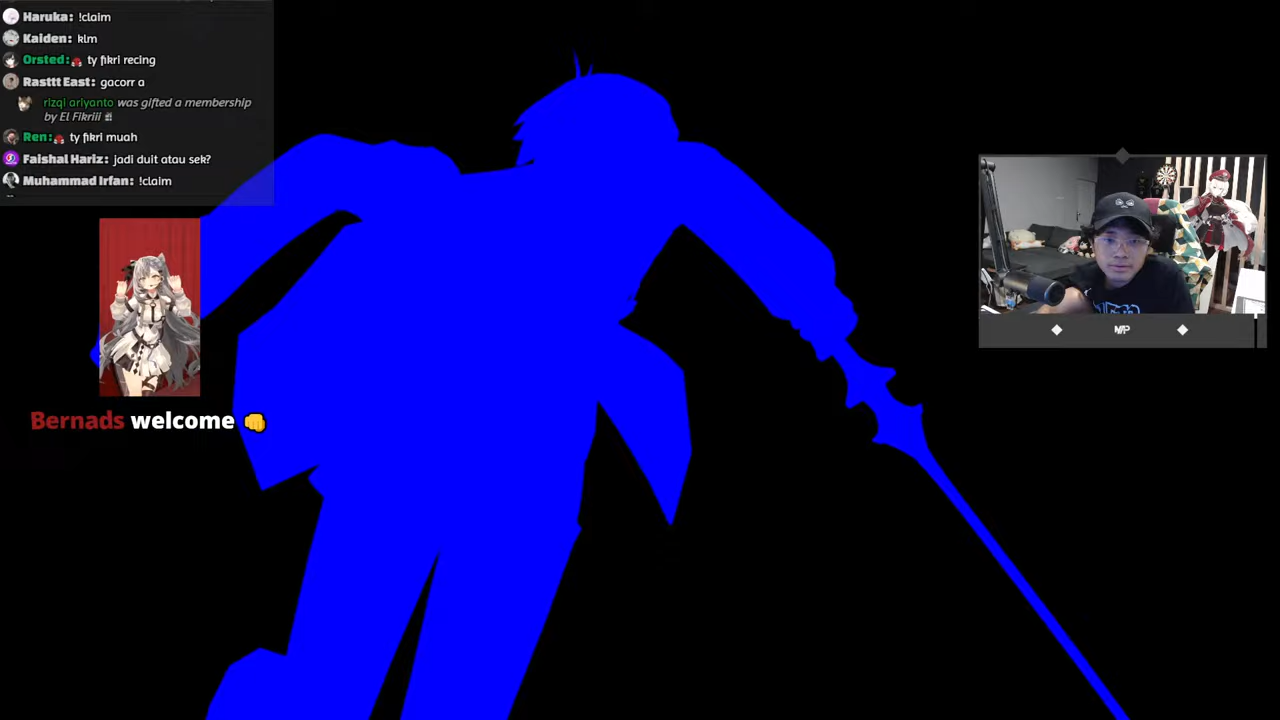 Haruka: !claim
Kaiden: klm
Orsted: ty fikri recing
Rasttt East: gacorr a
rizqi ariyanto was gifted a membership
by El Fikriii
Ren: ty fikri muah
Faishal Hariz: jadi duit atau sek?
Muhammad Irfan: !claim
Bernads welcome 👊